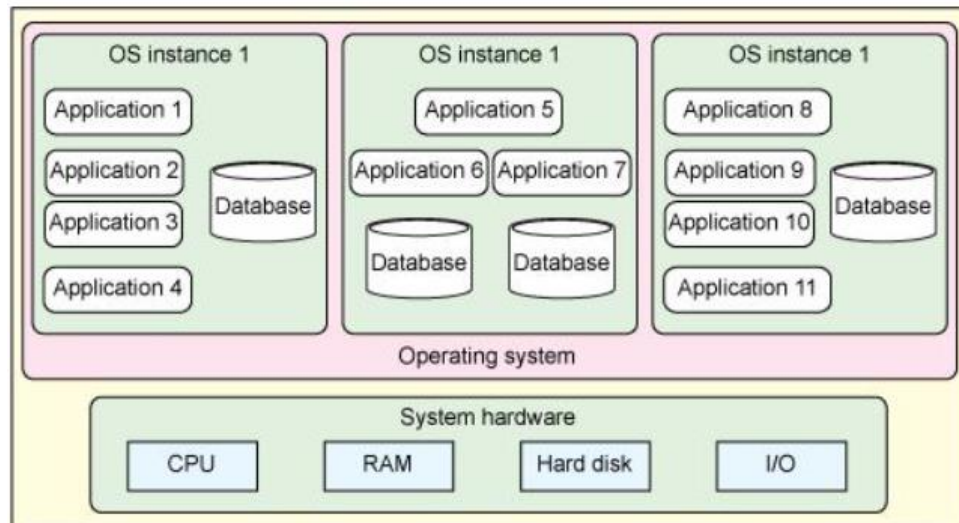 OS instance 1
Application 1
Application 2
Application 3
Application 4
Database
OS instance 1
Application 5
Application 6
Application 7
Database
Database
OS instance 1
Application 8
Application 9
Application 10
Application 11
Database
Operating system
System hardware
CPU
RAM
Hard disk
I/O